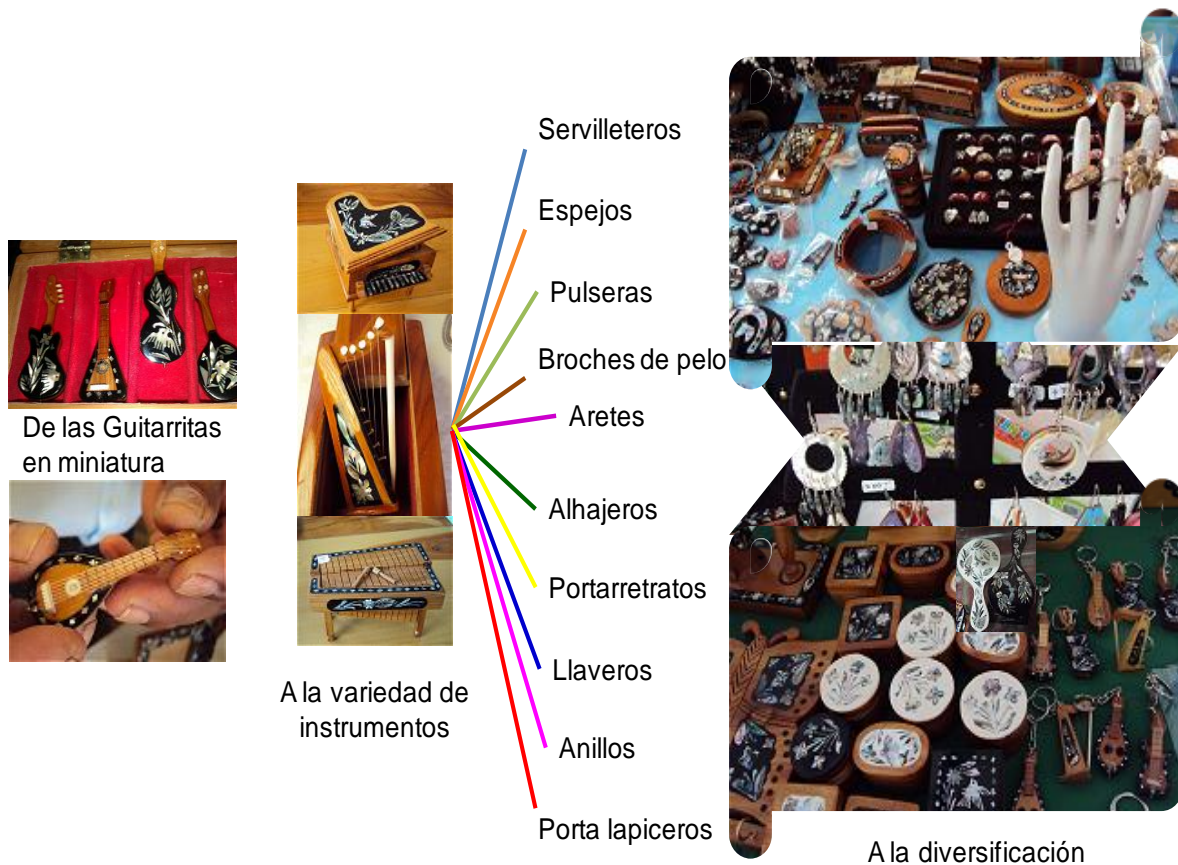 De las Guitarritas
en miniatura
A la variedad de
instrumentos
Servilleteros
Espejos
Pulseras
Broches de pelo
Aretes
Alhajeros
Portarretratos
Llaveros
Anillos
Porta lapiceros
A la diversificación